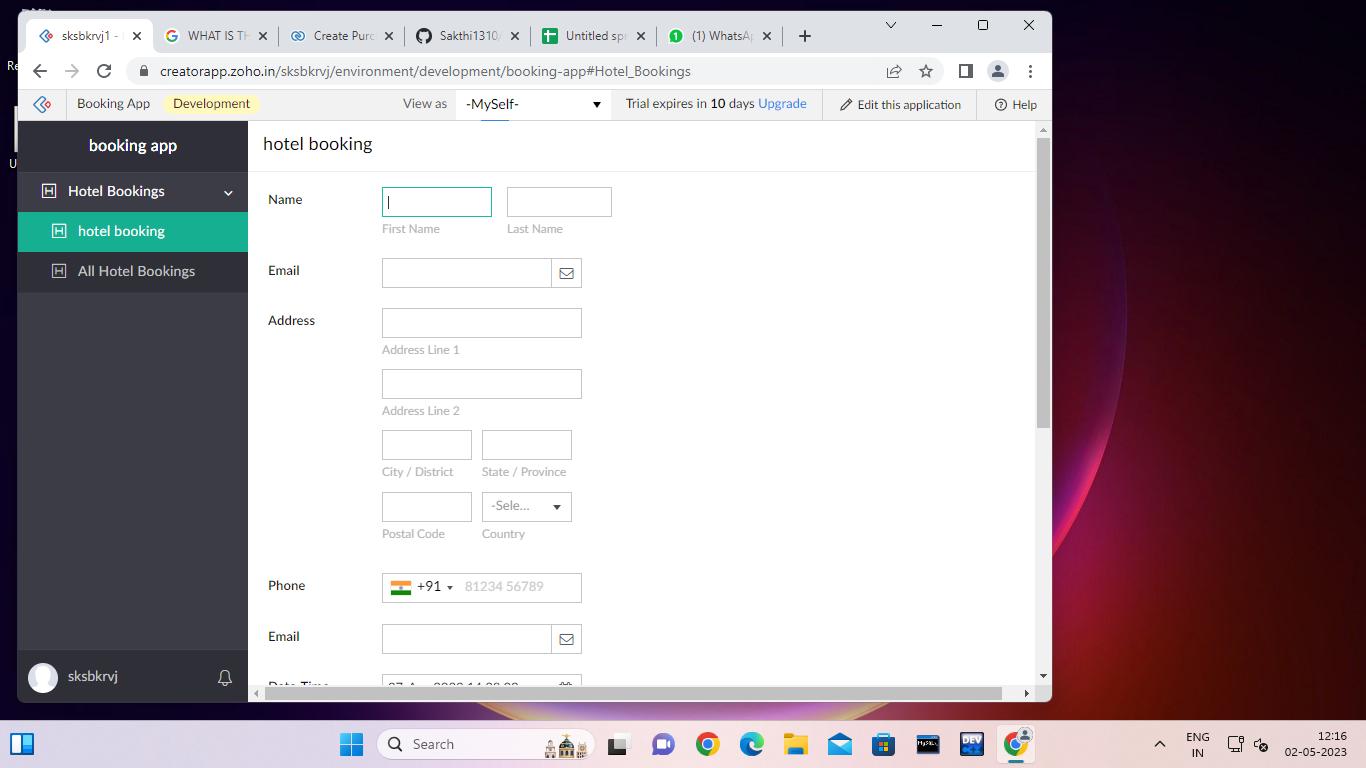 sksbkrvj1 -
WHAT IS TH
Create Purc
Sakthi1310/
Untitled spr
(1) WhatsAp
creatorapp.zoho.in/sksbkrvj/environment/development/booking-app#Hotel_Bookings
Booking App
Development
View as
-MySelf-
Trial expires in 10 days Upgrade
Edit this application
Help
booking app
Hotel Bookings
hotel booking
All Hotel Bookings
sksbkrvj
hotel booking
Name
First Name
Last Name
Email
Address
Address Line 1
Address Line 2
City / District
State / Province
-Sele...
Postal Code
Country
Phone
+91
81234 56789
Email
Date-Time
Search
ENG
IN
12:16
02-05-2023